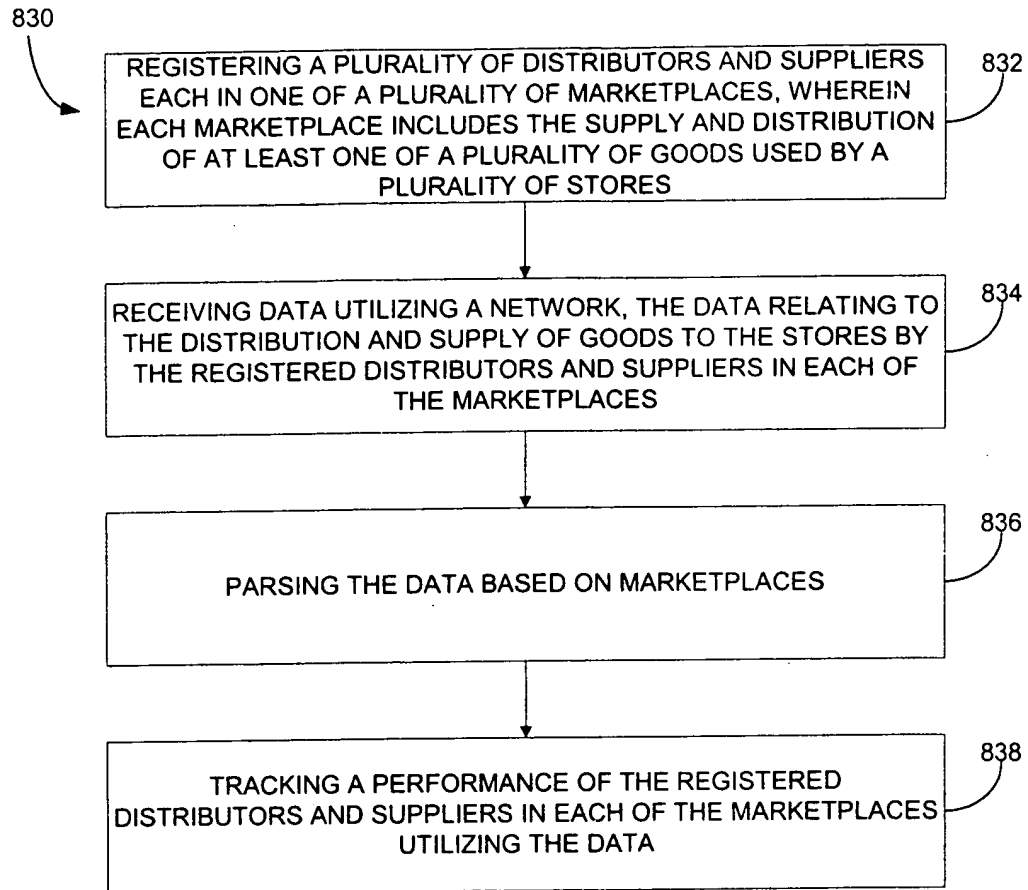 830
REGISTERING A PLURALITY OF DISTRIBUTORS AND SUPPLIERS
EACH IN ONE OF A PLURALITY OF MARKETPLACES, WHEREIN
EACH MARKETPLACE INCLUDES THE SUPPLY AND DISTRIBUTION
OF AT LEAST ONE OF A PLURALITY OF GOODS USED BY A
PLURALITY OF STORES
832
RECEIVING DATA UTILIZING A NETWORK, THE DATA RELATING TO
THE DISTRIBUTION AND SUPPLY OF GOODS TO THE STORES BY
THE REGISTERED DISTRIBUTORS AND SUPPLIERS IN EACH OF
THE MARKETPLACES
834
PARSING THE DATA BASED ON MARKETPLACES
836
TRACKING A PERFORMANCE OF THE REGISTERED
DISTRIBUTORS AND SUPPLIERS IN EACH OF THE MARKETPLACES
UTILIZING THE DATA
838